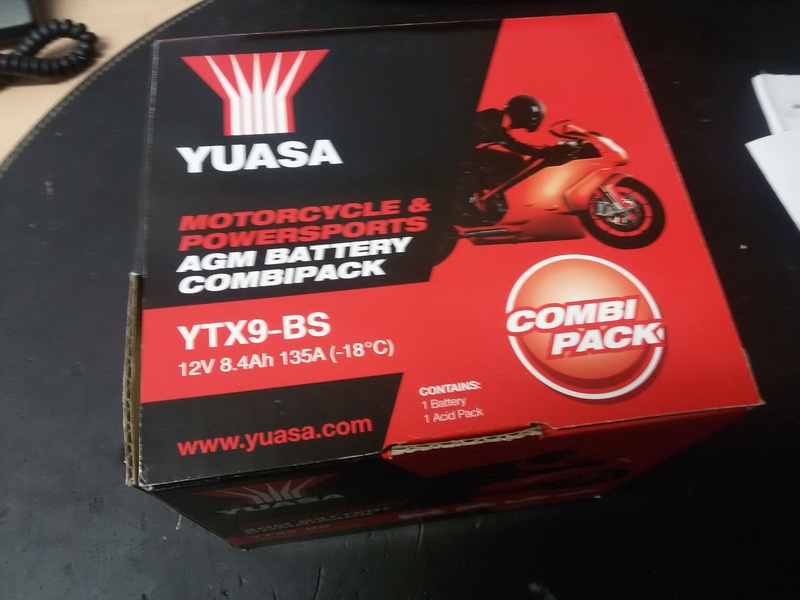 YUASA
MOTORCYCLE &
POWERSPORTS
AGM BATTERY
COMBIPACK
YTX9-BS
12V 8.4Ah 135A (-18°C)
COMBI
PACK
CONTAINS:
1 Battery
1 Acid Pack
www.yuasa.com
YUASA